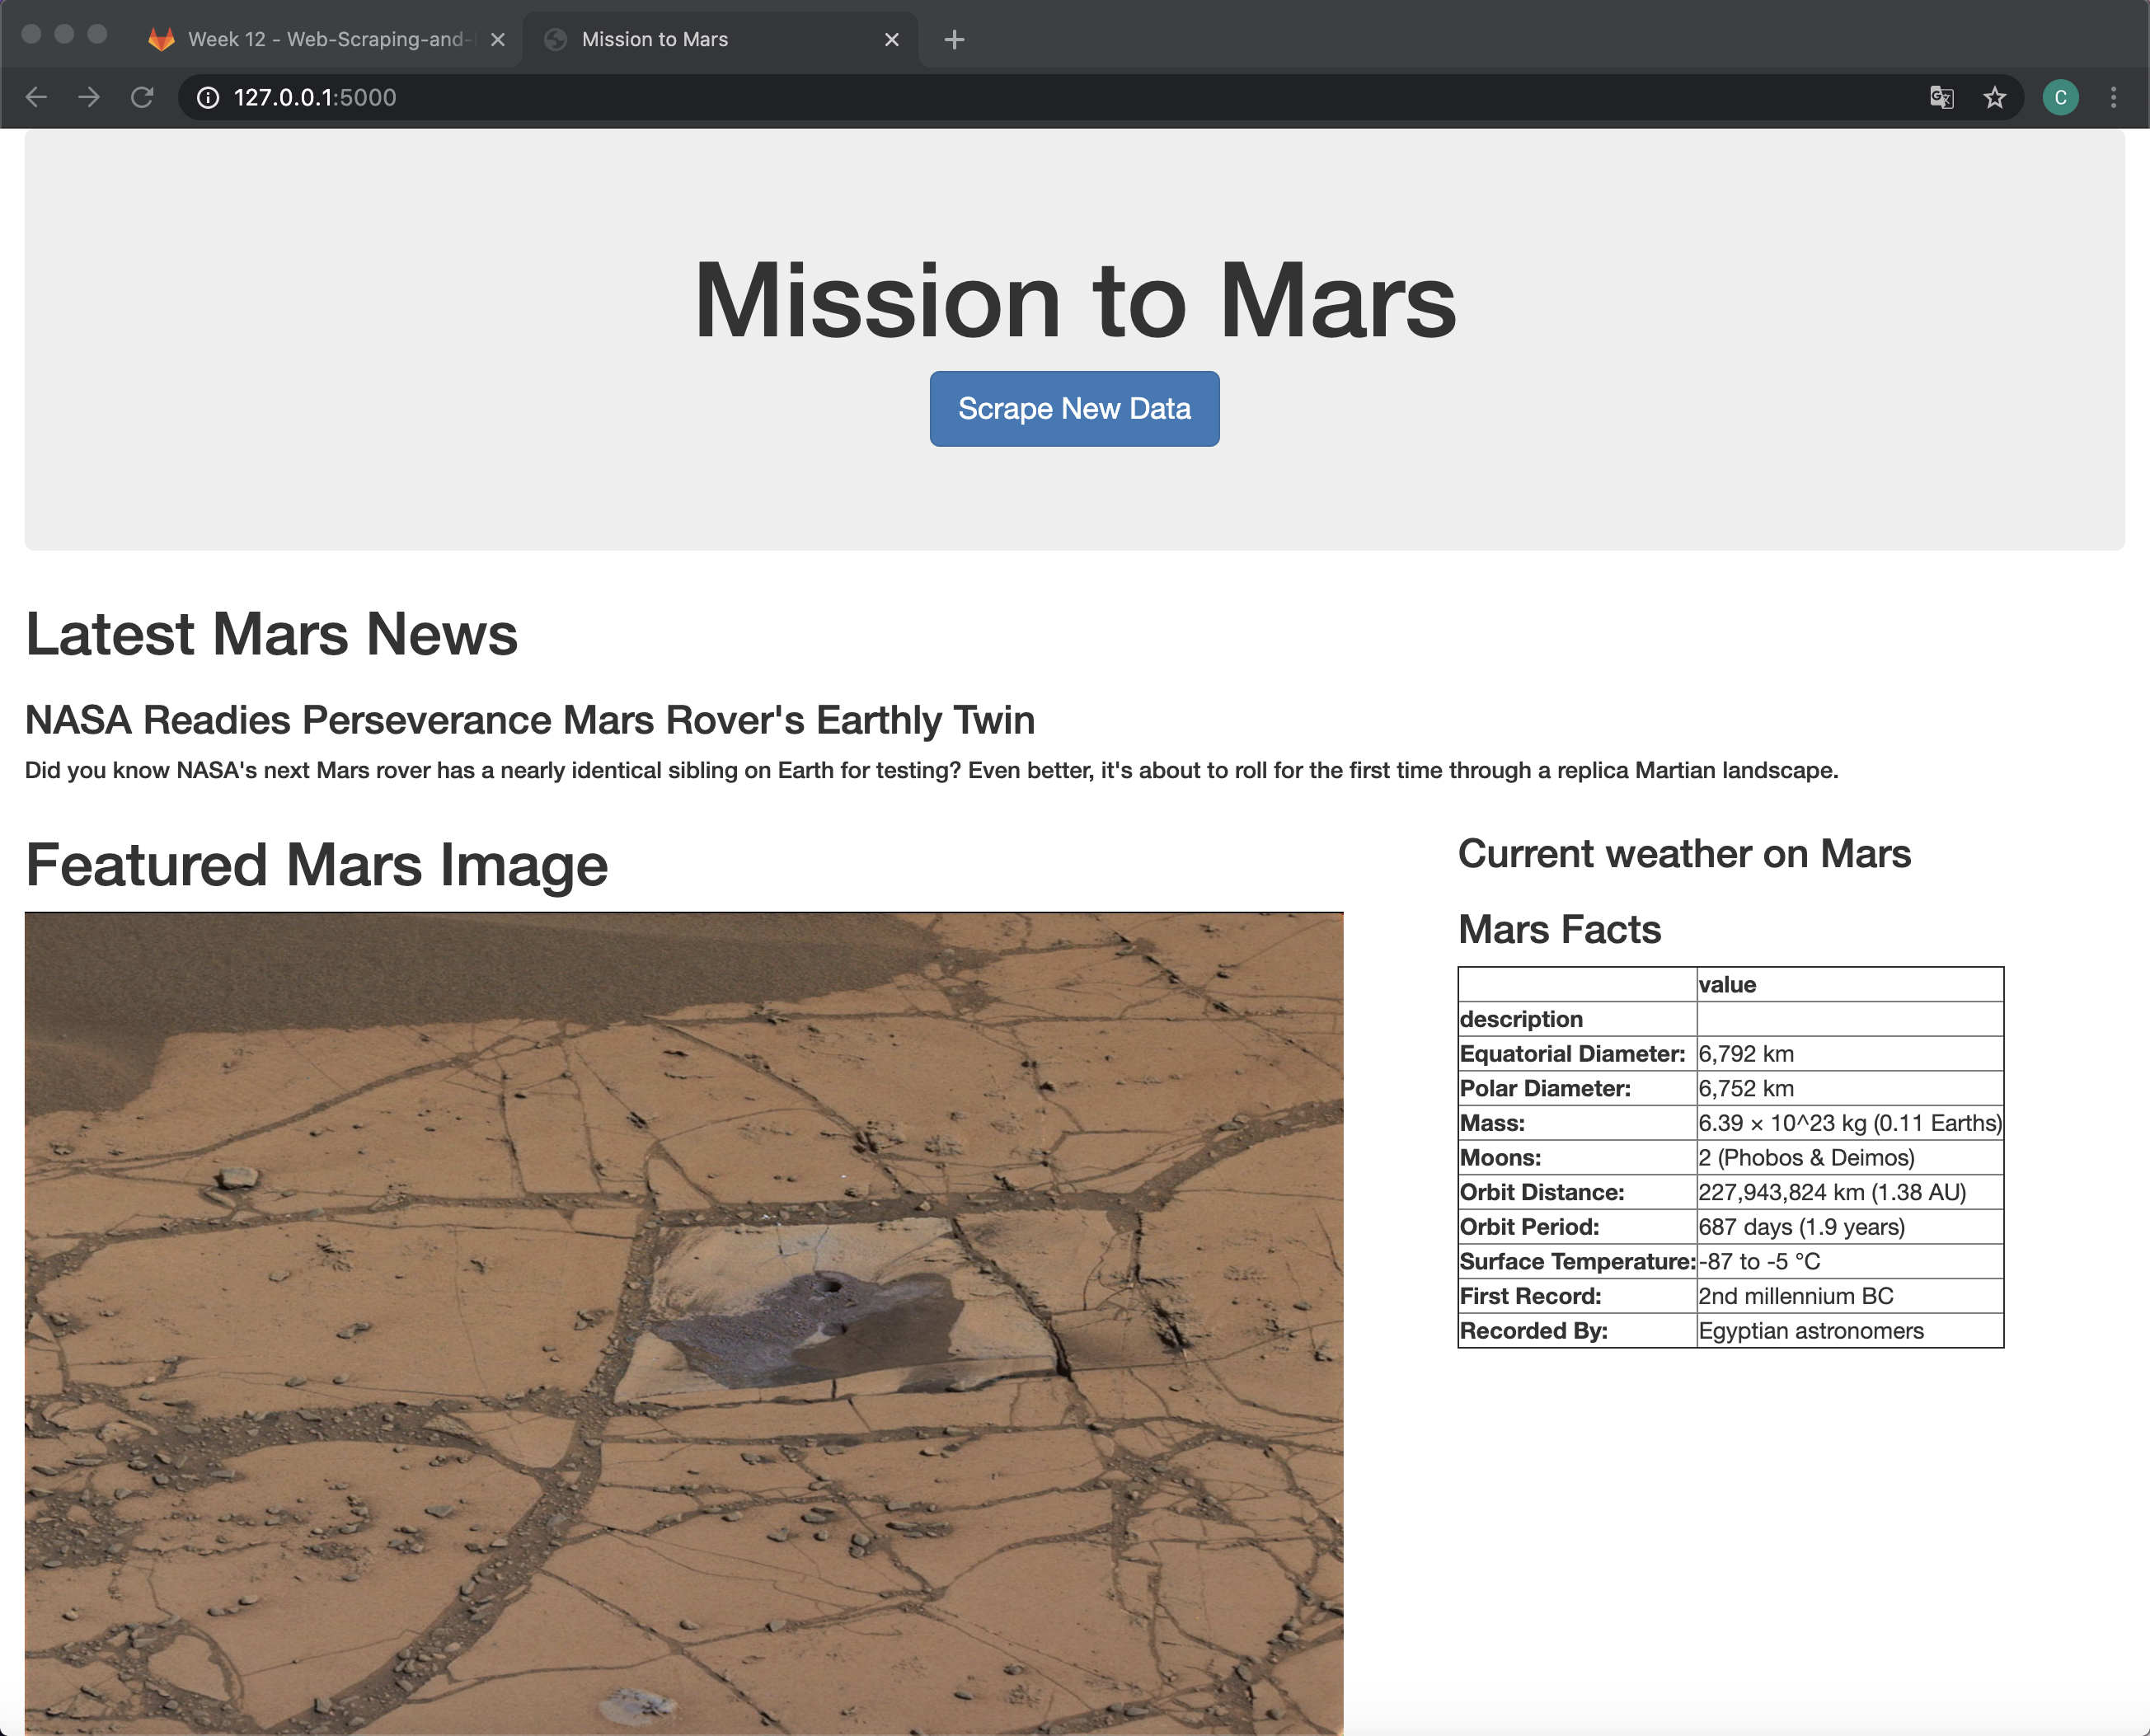 Week 12 - Web-Scraping-and-
Mission to Mars
127.0.0.1:5000
C
Mission to Mars
Scrape New Data
Latest Mars News
NASA Readies Perseverance Mars Rover's Earthly Twin
Did you know NASA's next Mars rover has a nearly identical sibling on Earth for testing? Even better, it's about to roll for the first time through a replica Martian landscape.
Featured Mars Image
Current weather on Mars
Mars Facts
value
description
Equatorial Diameter: 6,792 km
Polar Diameter: 6,752 km
Mass: 6.39 × 10^23 kg (0.11 Earths)
Moons: 2 (Phobos & Deimos)
Orbit Distance: 227,943,824 km (1.38 AU)
Orbit Period: 687 days (1.9 years)
Surface Temperature: -87 to -5 °C
First Record: 2nd millennium BC
Recorded By: Egyptian astronomers